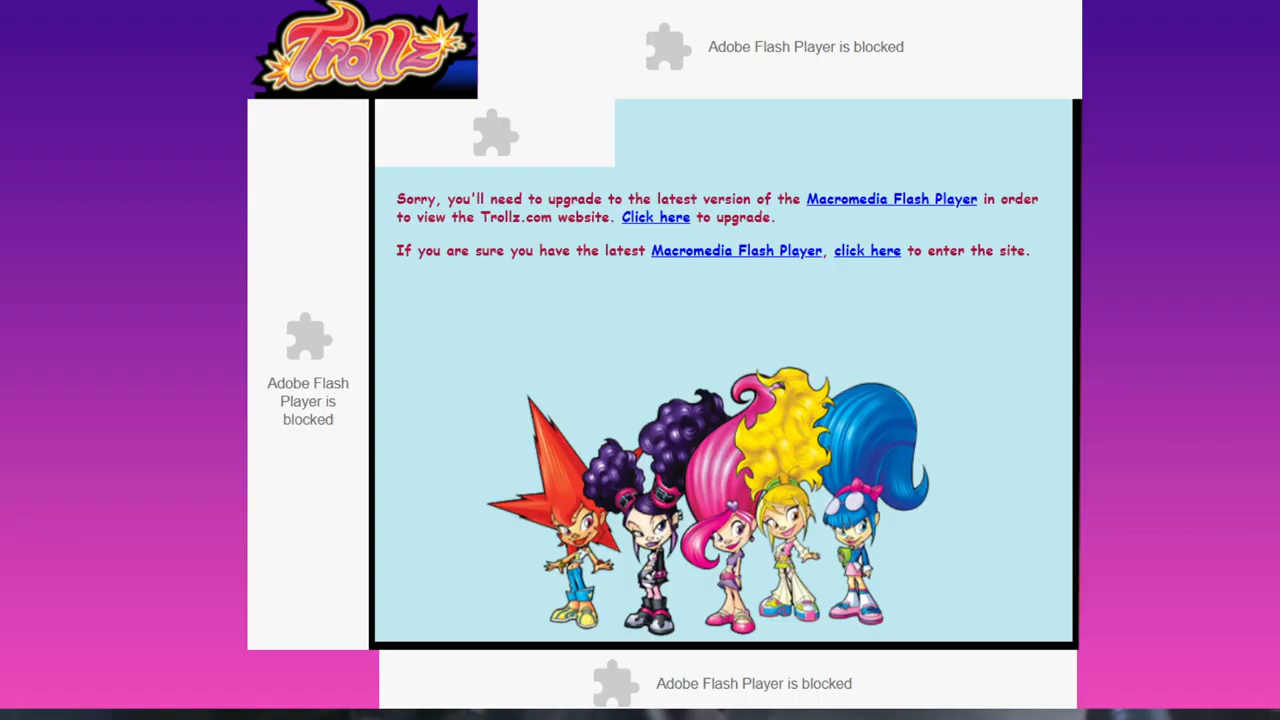 Trollz
Adobe Flash Player is blocked
Sorry, you'll need to upgrade to the latest version of the Macromedia Flash Player in order
to view the Trollz.com website. Click here to upgrade.
If you are sure you have the latest Macromedia Flash Player, click here to enter the site.
Adobe Flash
Player is
blocked
Adobe Flash Player is blocked